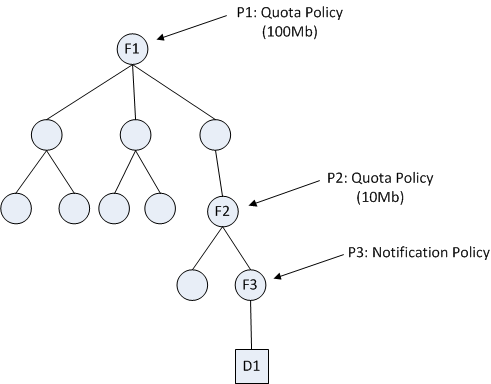 P1: Quota Policy
(100Mb)
F1
P2: Quota Policy
(10Mb)
F2
P3: Notification Policy
F3
D1